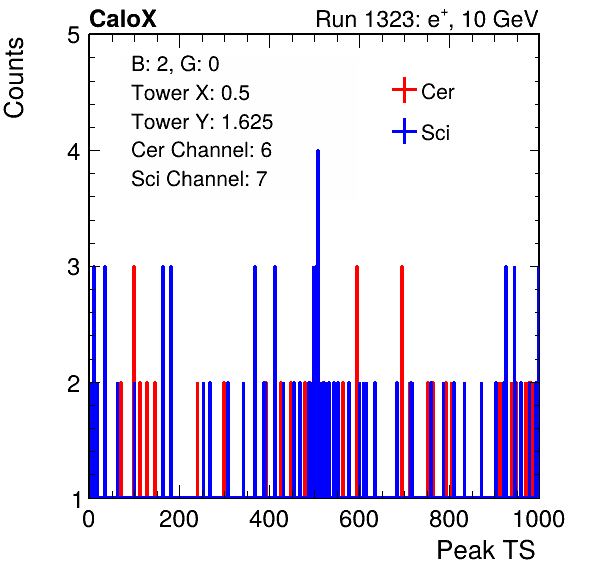 CaloX Run 1323: e⁺, 10 GeV
Counts
B: 2, G: 0
Tower X: 0.5
Tower Y: 1.625
Cer Channel: 6
Sci Channel: 7
Cer
Sci
5
4
3
2
1
0 200 400 600 800 1000
Peak TS